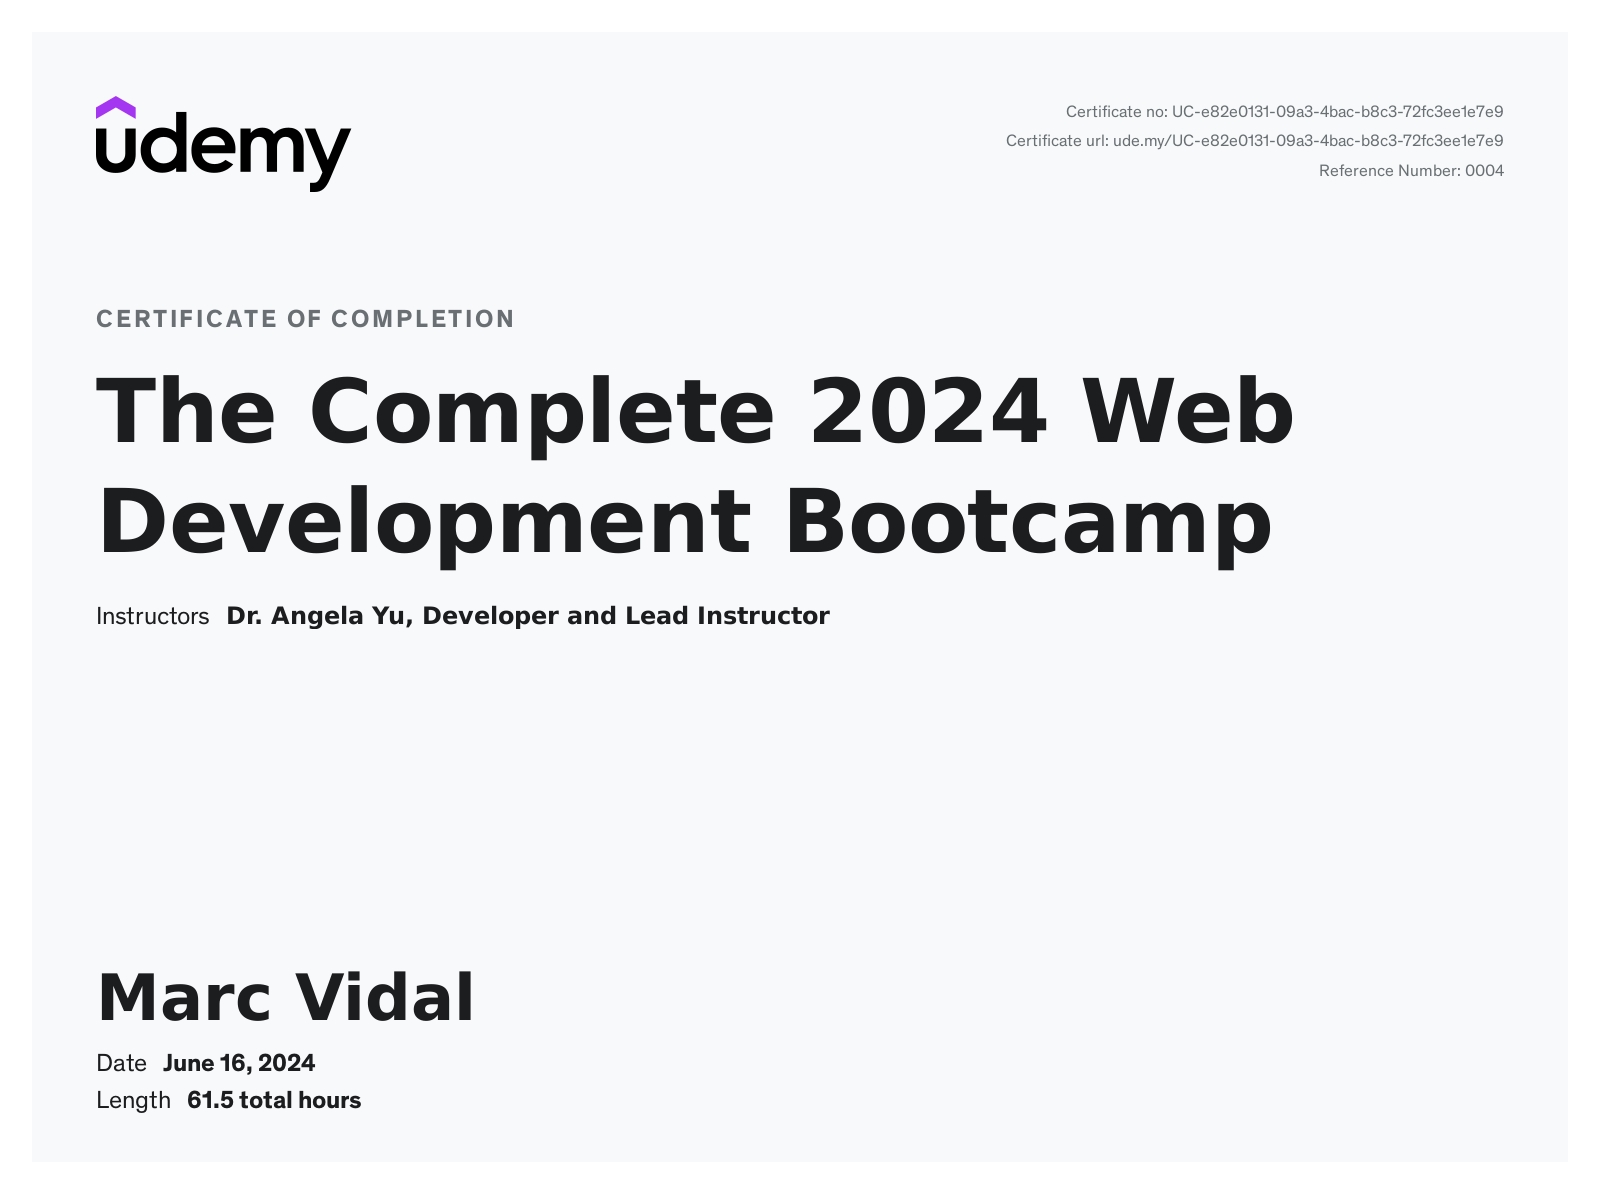 udemy
Certificate no: UC-e82e0131-09a3-4bac-b8c3-72fc3ee1e7e9
Certificate url: ude.my/UC-e82e0131-09a3-4bac-b8c3-72fc3ee1e7e9
Reference Number: 0004
CERTIFICATE OF COMPLETION
The Complete 2024 Web
Development Bootcamp
Instructors Dr. Angela Yu, Developer and Lead Instructor
Marc Vidal
Date June 16, 2024
Length 61.5 total hours